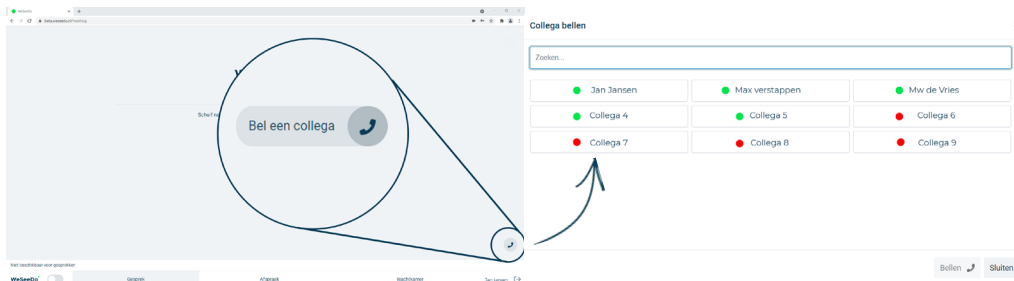 WeSeeDo
Bel een collega
Niet beschikbaar voor gesprekken
WeSeeDo
Gesprek
Afspraak
Wachtkamer
Jan Jansen
Collega bellen
Zoeken...
Jan Jansen
Max verstappen
Mw de Vries
Collega 4
Collega 5
Collega 6
Collega 7
Collega 8
Collega 9
Bellen
Sluiten